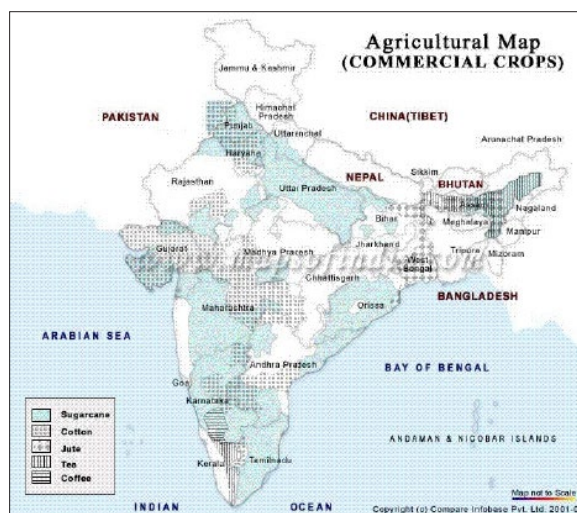 Agricultural Map
(COMMERCIAL CROPS)
Jammu & Kashmir
Himachal
Pradesh
PAKISTAN
CHINA(TIBET)
Punjab
Uttaranchal
Haryana
Arunachal Pradesh
Sikkim
NEPAL
BHUTAN
Rajasthan
Uttar Pradesh
Nagaland
Bihar
Meghalaya
Manipur
Jharkhand
Tripura
Mizoram
Gujarat
Madhya Pradesh
West
Bengal
Chhattisgarh
BANGLADESH
Maharashtra
Orissa
ARABIAN SEA
BAY OF BENGAL
Andhra Pradesh
Goa
Karnataka
Sugarcane
Cotton
Jute
Tea
Coffee
ANDAMAN & NICOBAR ISLANDS
Kerala
Tamilnadu
Map not to Scale
INDIAN OCEAN
Copyright (c) Compare Infobase Pvt. Ltd. 2001-